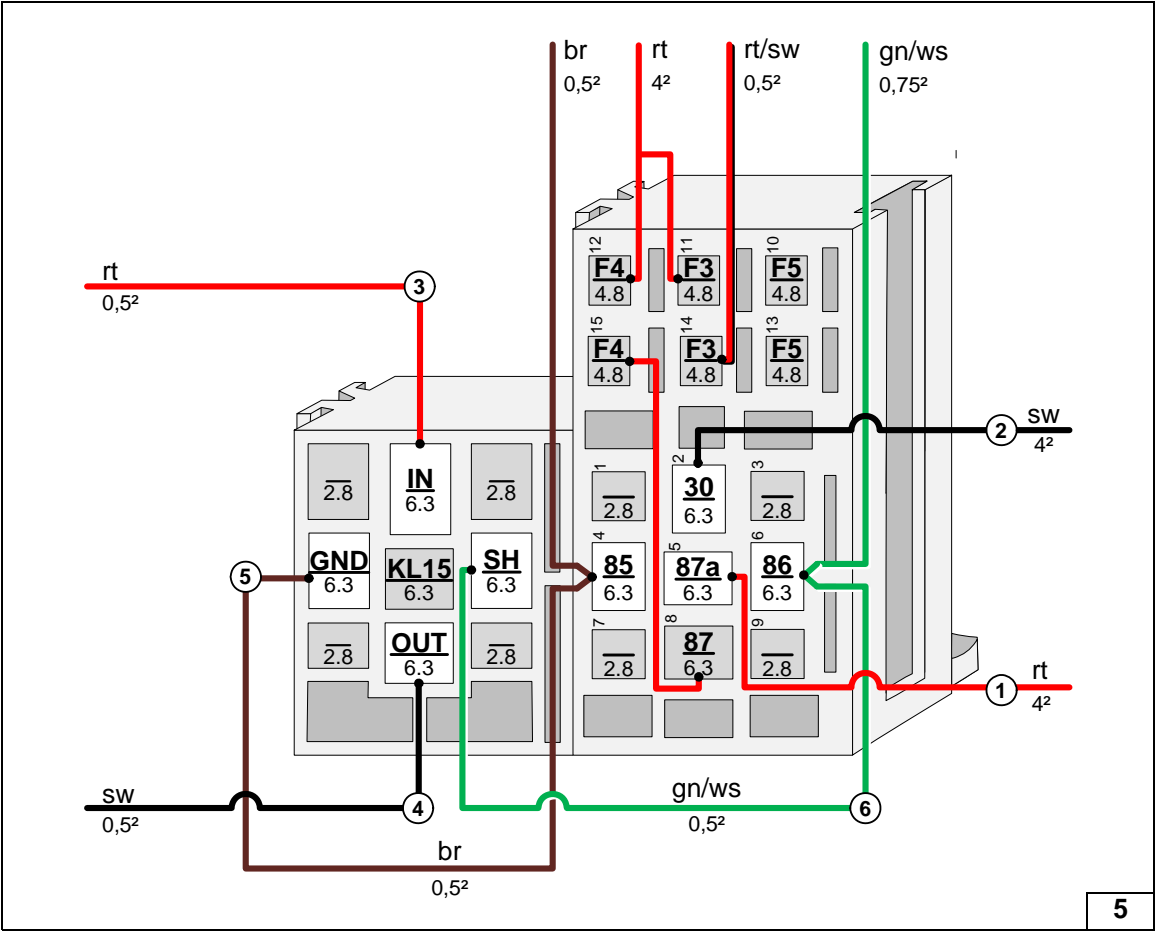 br rt rt/sw gn/ws
0,5² 4² 0,5² 0,75²
12 11 10
F4 F3 F5
4.8 4.8 4.8
rt
3
0,5²
15 14 13
F4 F3 F5
4.8 4.8 4.8
sw
2
4²
1 2 3
IN 30
2.8 6.3 2.8 2.8 6.3 2.8
4 5 6
GND KL15 SH 85 87a 86
5
6.3 6.3 6.3 6.3 6.3 6.3
7 8 9
OUT 87
2.8 6.3 2.8 2.8 6.3 2.8
rt
1
4²
sw gn/ws
4 6
0,5² 0,5²
br
0,5²
5